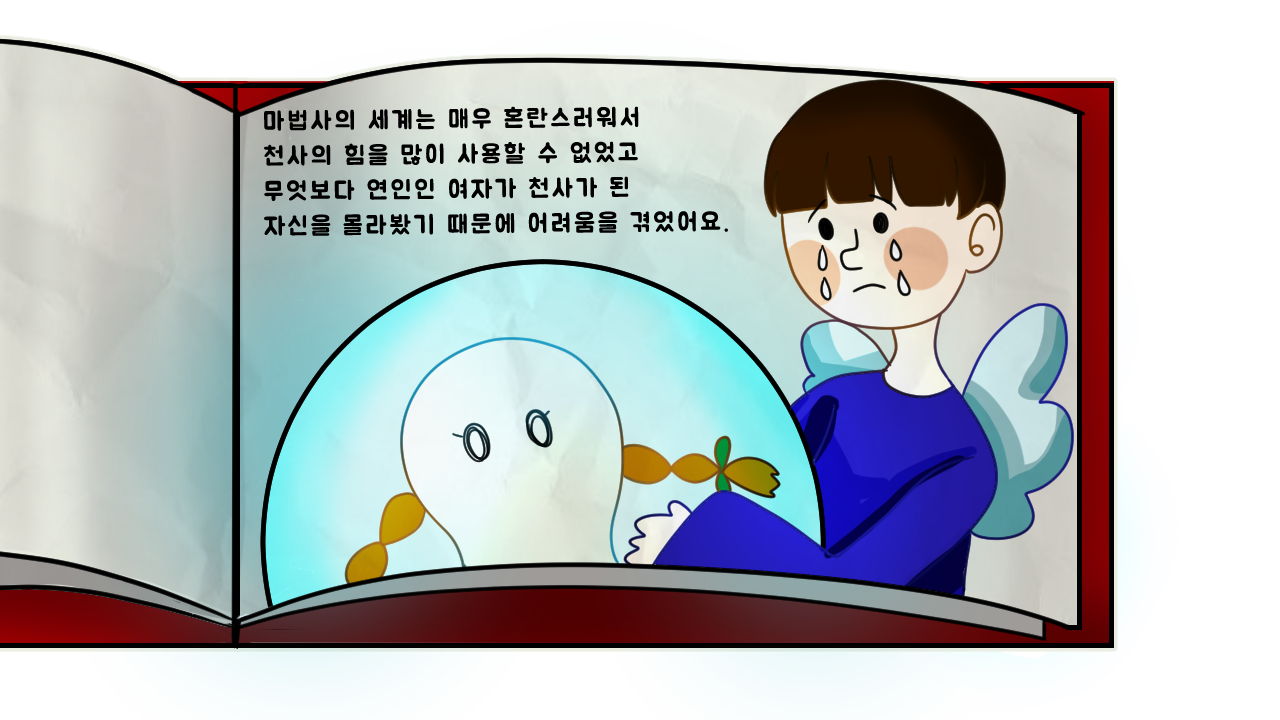 마법사의 세계는 매우 혼란스러워서
천사의 힘을 많이 사용할 수 없었고
무엇보다 연인인 여자가 천사가 된
자신을 몰라봤기 때문에 어려움을 겪었어요.